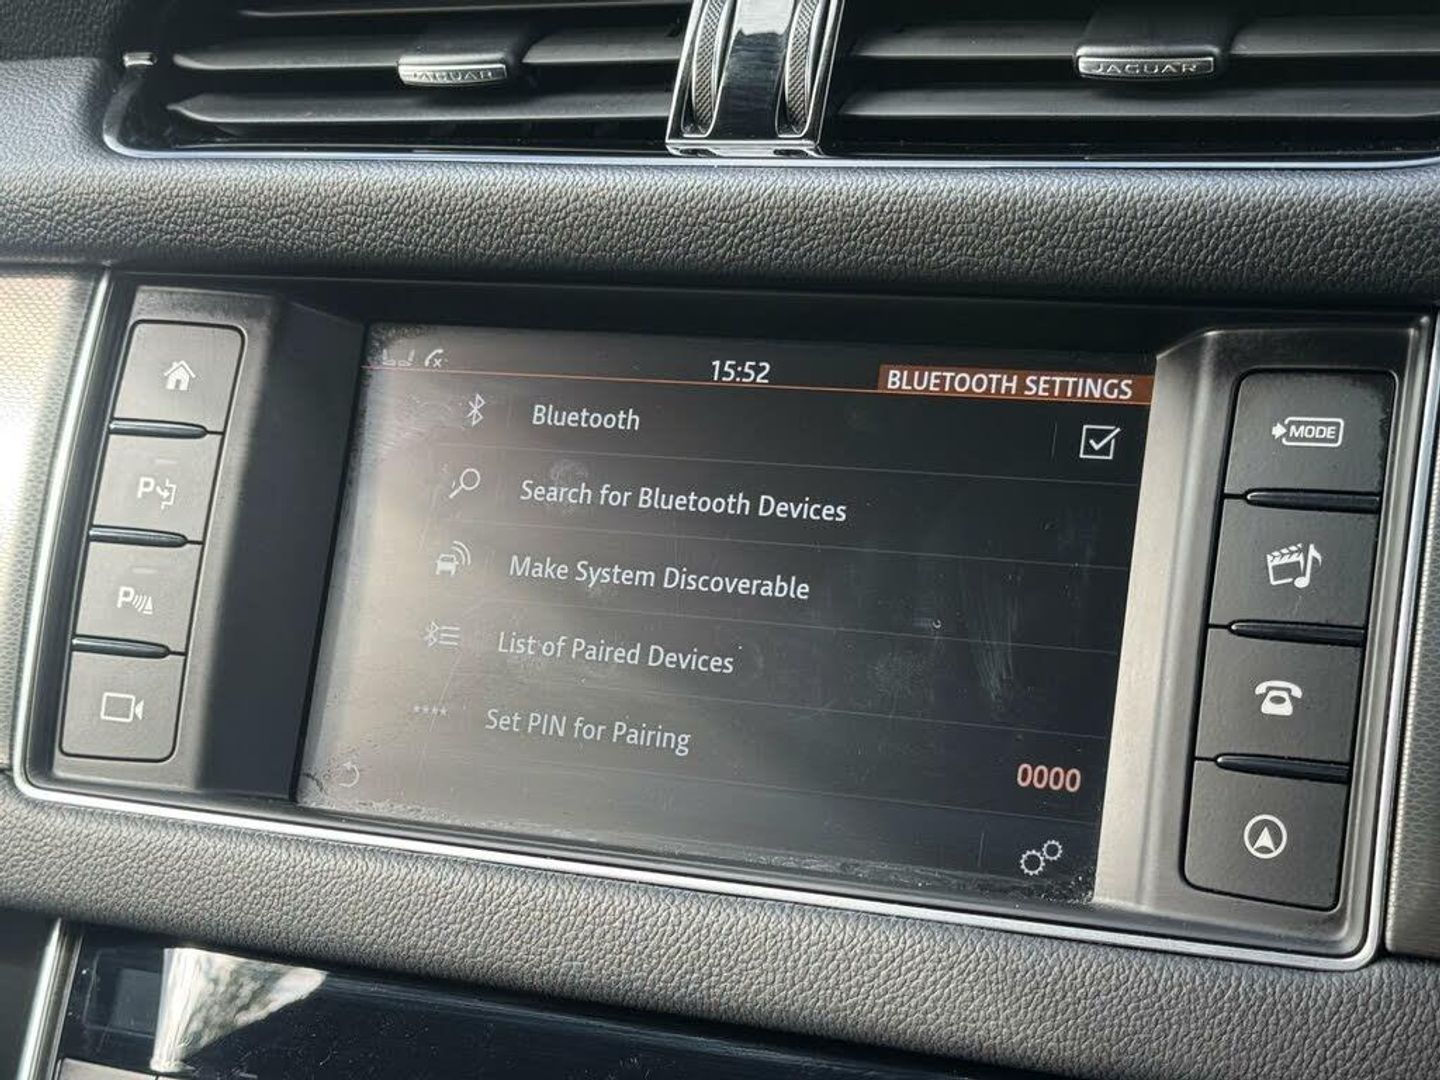 JAGUAR
JAGUAR
15:52
BLUETOOTH SETTINGS
Bluetooth
Search for Bluetooth Devices
Make System Discoverable
List of Paired Devices
**** Set PIN for Pairing
0000
P
P
MODE